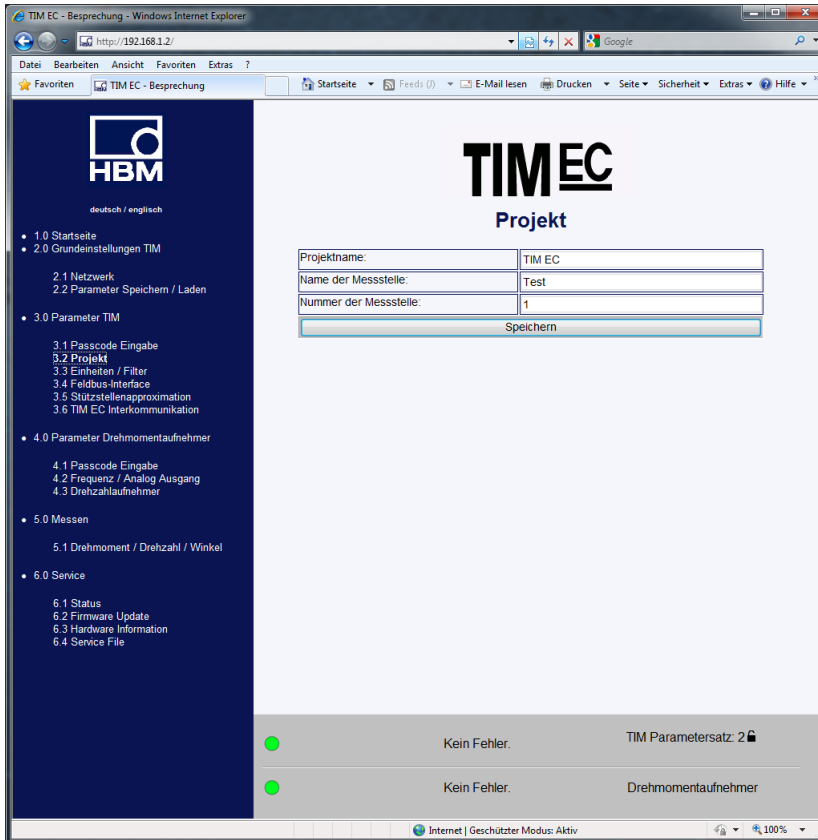 TIM EC - Besprechung - Windows Internet Explorer
http://192.168.1.2/
Google
Datei Bearbeiten Ansicht Favoriten Extras ?
Favoriten TIM EC - Besprechung Startseite Feeds (J) E-Mail lesen Drucken Seite Sicherheit Extras Hilfe »
HBM
deutsch / englisch
• 1.0 Startseite
• 2.0 Grundeinstellungen TIM
2.1 Netzwerk
2.2 Parameter Speichern / Laden
• 3.0 Parameter TIM
3.1 Passcode Eingabe
3.2 Projekt
3.3 Einheiten / Filter
3.4 Feldbus-Interface
3.5 Stützstellenapproximation
3.6 TIM EC Interkommunikation
• 4.0 Parameter Drehmomentaufnehmer
4.1 Passcode Eingabe
4.2 Frequenz / Analog Ausgang
4.3 Drehzahlaufnehmer
• 5.0 Messen
5.1 Drehmoment / Drehzahl / Winkel
• 6.0 Service
6.1 Status
6.2 Firmware Update
6.3 Hardware Information
6.4 Service File
TIM EC
Projekt
Projektname: TIM EC
Name der Messstelle: Test
Nummer der Messstelle: 1
Speichern
Kein Fehler. TIM Parametersatz: 2
Kein Fehler. Drehmomentaufnehmer
Internet | Geschützter Modus: Aktiv 100%